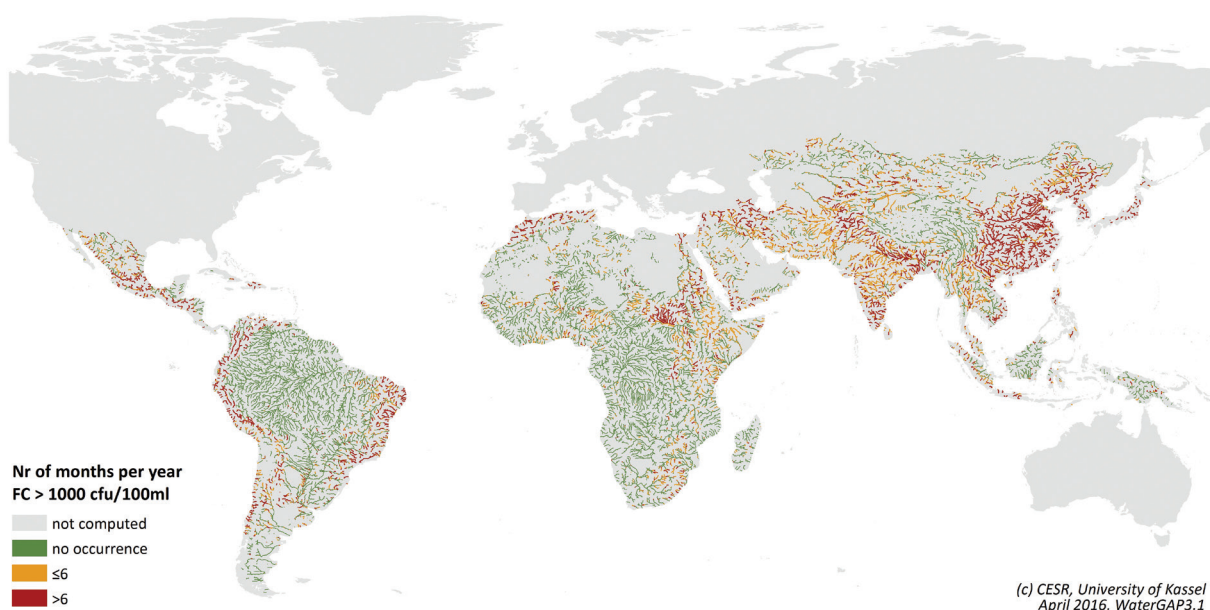 Nr of months per year
FC > 1000 cfu/100ml
not computed
no occurrence
≤6
>6
(c) CESR, University of Kassel
April 2016, WaterGAP3.1